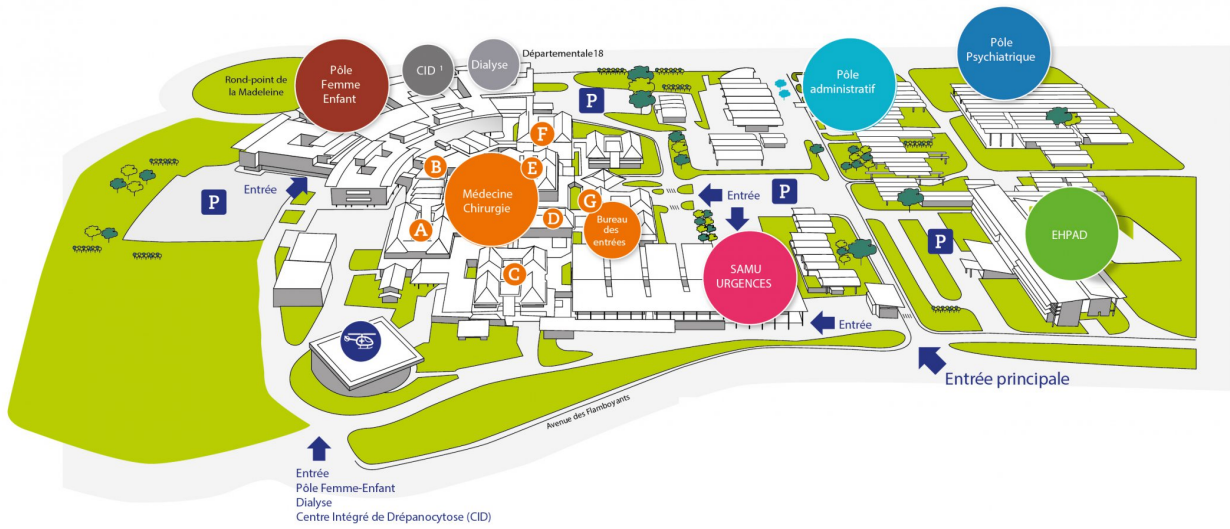 Rond-point de
la Madeleine
Pôle
Femme
Enfant
CID ¹
Dialyse
Départementale18
Pôle
administratif
Pôle
Psychiatrique
P
F
B
E
Médecine
Chirurgie
Entrée
P
A
D
G
Bureau
des
entrées
C
Entrée
P
SAMU
URGENCES
P
EHPAD
Entrée
Entrée principale
Avenue des Flamboyants
Entrée
Pôle Femme-Enfant
Dialyse
Centre Intégré de Drépanocytose (CID)